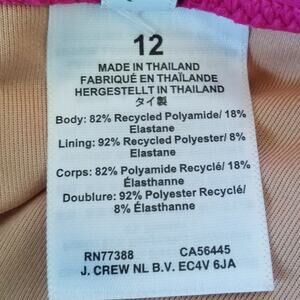 12
MADE IN THAILAND
FABRIQUÉ EN THAÏLANDE
HERGESTELLT IN THAILAND
タイ製
Body: 82% Recycled Polyamide/ 18%
Elastane
Lining: 92% Recycled Polyester/ 8%
Elastane
Corps: 82% Polyamide Recyclé/ 18%
Élasthanne
Doublure: 92% Polyester Recyclé/
8% Élasthanne
RN77388 CA56445
J. CREW NL B.V. EC4V 6JA